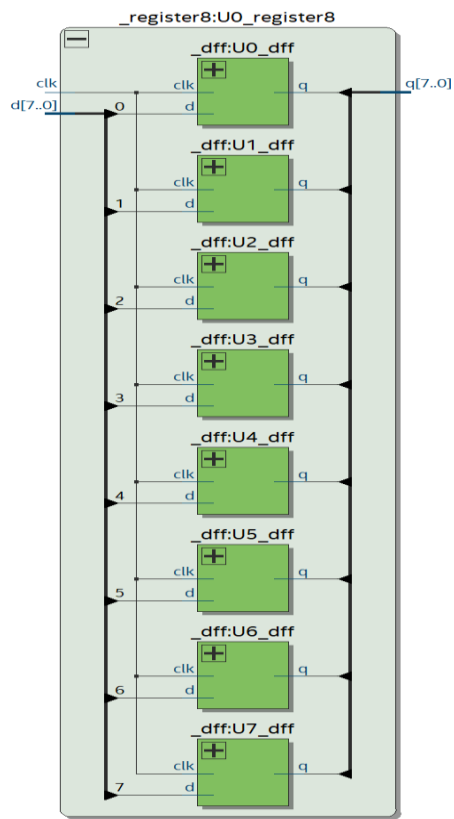 _register8:U0_register8
_dff:U0_dff
clk clk q q[7..0]
d[7..0] 0 d
_dff:U1_dff
clk q
1 d
_dff:U2_dff
clk q
2 d
_dff:U3_dff
clk q
3 d
_dff:U4_dff
clk q
4 d
_dff:U5_dff
clk q
5 d
_dff:U6_dff
clk q
6 d
_dff:U7_dff
clk q
7 d